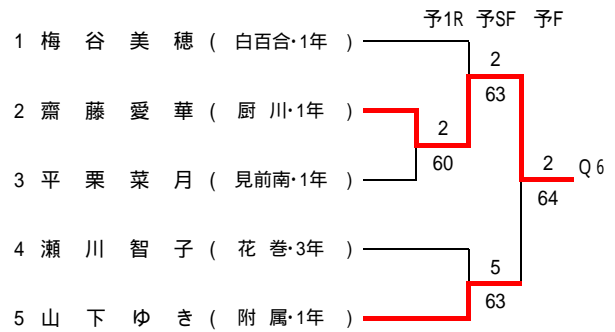 予1R 予SF 予F
1 梅 谷 美 穂 ( 白百合・1年 )
2
63
2 齋 藤 愛 華 ( 厨 川・1年 )
2
60
3 平 栗 菜 月 ( 見前南・1年 )
2
64
Q6
4 瀬 川 智 子 ( 花 巻・3年 )
5
63
5 山 下 ゆ き ( 附 属・1年 )